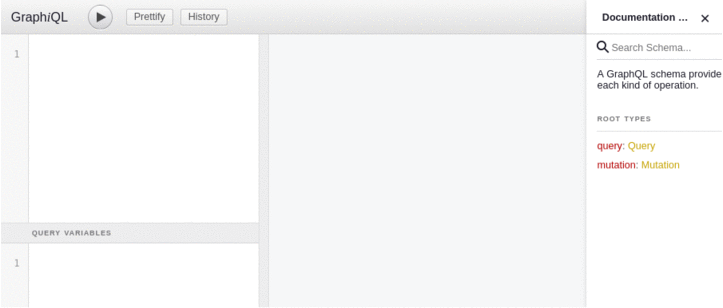 GraphiQL Prettify History Documentation ... ×
1
Search Schema...
A GraphQL schema provide
each kind of operation.
ROOT TYPES
query: Query
mutation: Mutation
QUERY VARIABLES
1